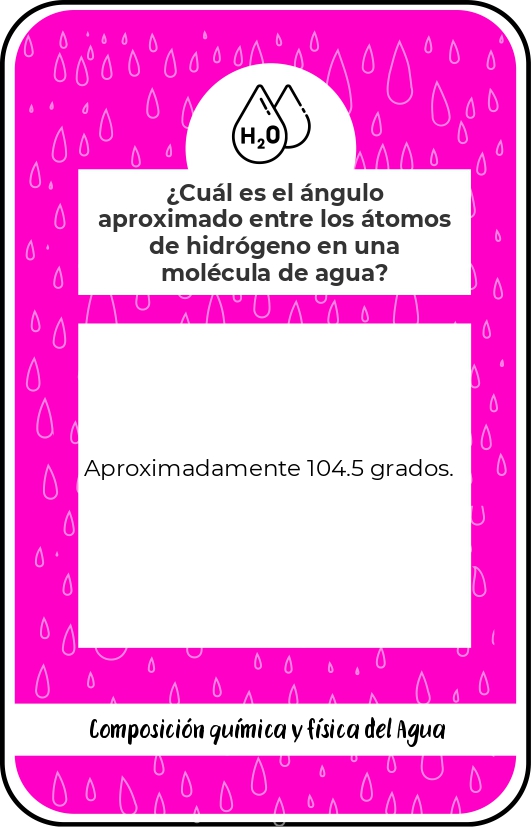 H₂O
¿Cuál es el ángulo
aproximado entre los átomos
de hidrógeno en una
molécula de agua?
Aproximadamente 104.5 grados.
Composición química y física del Agua